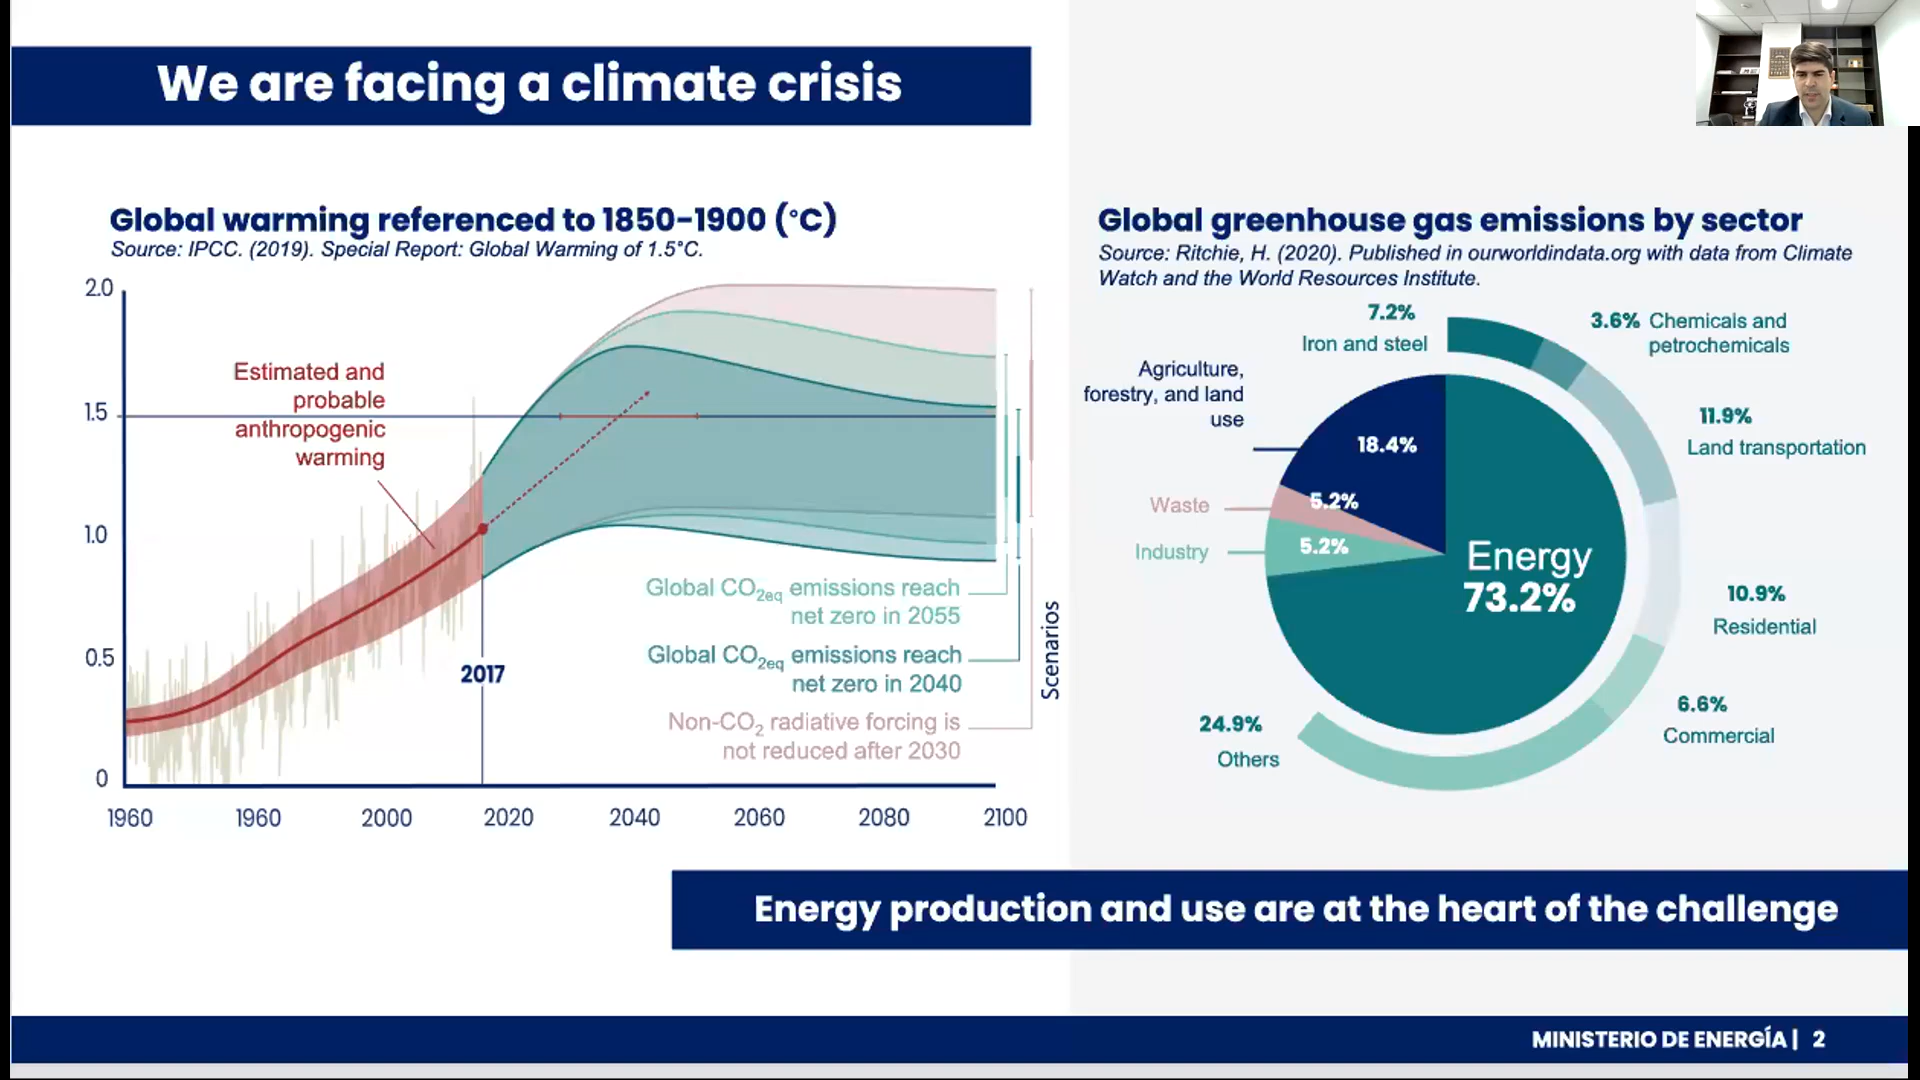 We are facing a climate crisis
Global warming referenced to 1850-1900 (°C)
Source: IPCC. (2019). Special Report: Global Warming of 1.5°C.
2.0
1.5
1.0
0.5
0
Estimated and
probable
anthropogenic
warming
2017
Global CO2eq emissions reach
net zero in 2055
Global CO2eq emissions reach
net zero in 2040
Non-CO2 radiative forcing is
not reduced after 2030
Scenarios
1960 1960 2000 2020 2040 2060 2080 2100
Global greenhouse gas emissions by sector
Source: Ritchie, H. (2020). Published in ourworldindata.org with data from Climate
Watch and the World Resources Institute.
7.2%
Iron and steel
3.6% Chemicals and
petrochemicals
Agriculture,
forestry, and land
use
18.4%
11.9%
Land transportation
Waste
5.2%
Industry
5.2%
Energy
73.2%
10.9%
Residential
6.6%
Commercial
24.9%
Others
Energy production and use are at the heart of the challenge
MINISTERIO DE ENERGÍA | 2